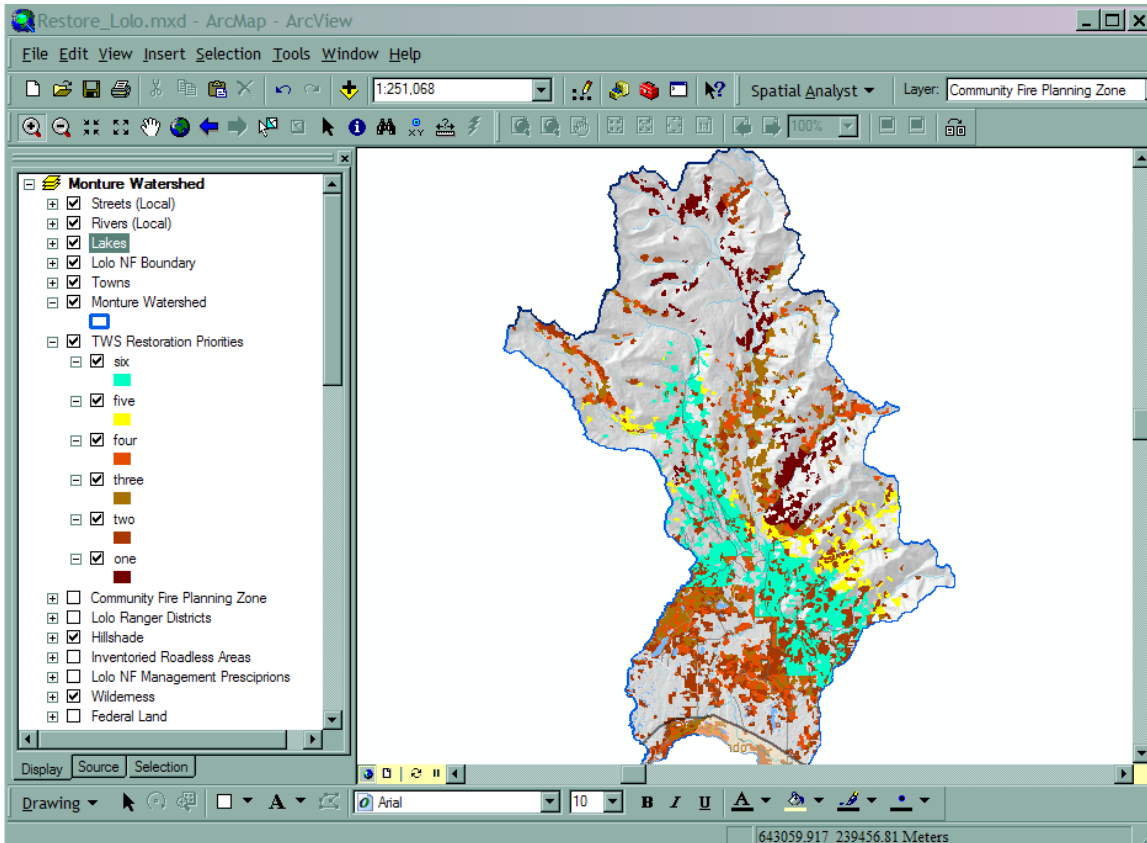 Restore_Lolo.mxd - ArcMap - ArcView
File Edit View Insert Selection Tools Window Help
1:251,068 Spatial Analyst Layer: Community Fire Planning Zone
XY 100%
Monture Watershed
Streets (Local)
Rivers (Local)
Lakes
Lolo NF Boundary
Towns
Monture Watershed
TWS Restoration Priorities
six
five
four
three
two
one
Community Fire Planning Zone
Lolo Ranger Districts
Hillshade
Inventoried Roadless Areas
Lolo NF Management Presciprions
Wilderness
Federal Land
Display Source Selection
Drawing A Arial 10 B I U A
643059.917 239456.81 Meters